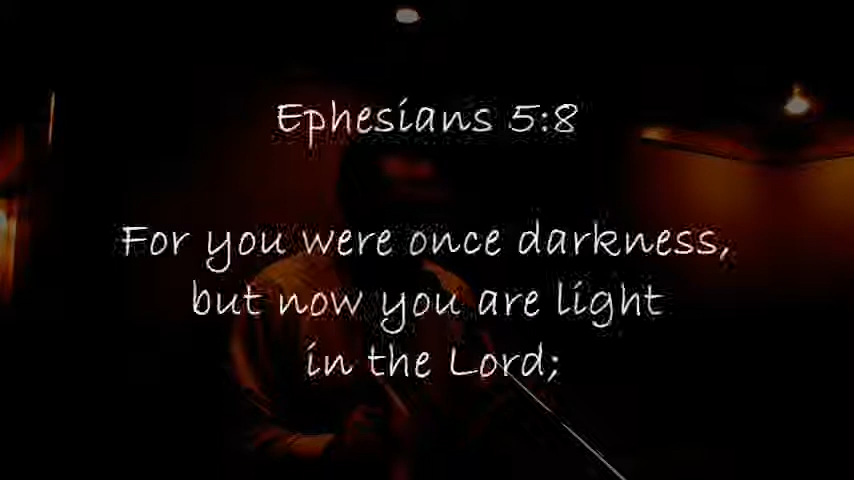 Ephesians 5:8
For you were once darkness,
but now you are light
in the Lord;